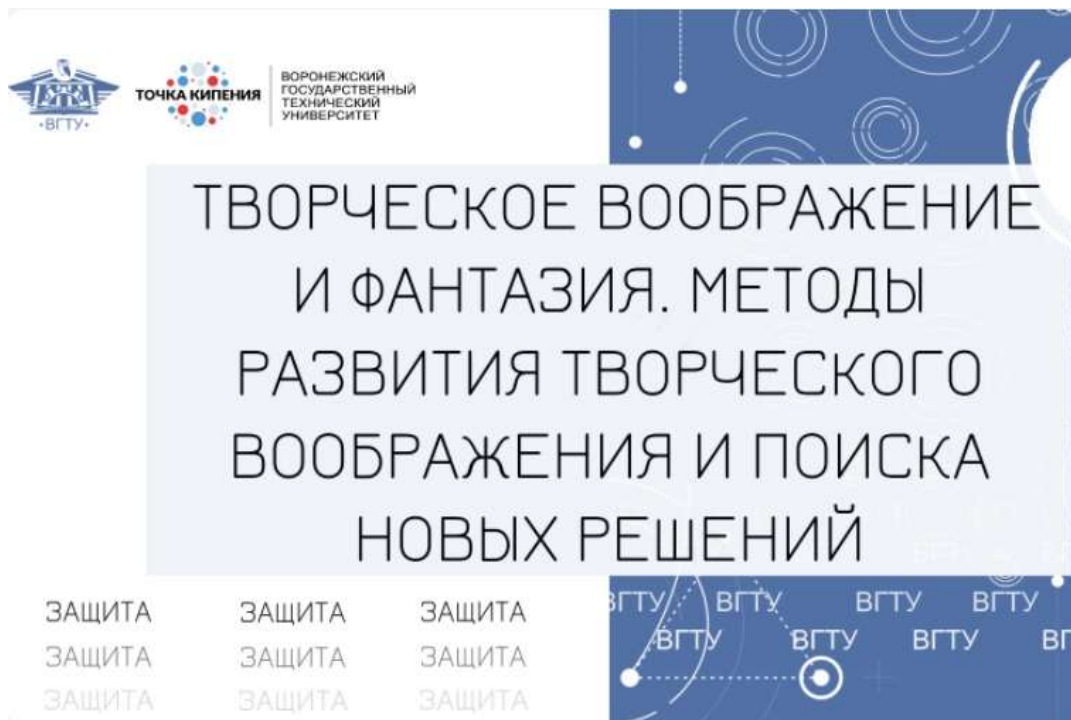 ВОРОНЕЖСКИЙ
ГОСУДАРСТВЕННЫЙ
ТЕХНИЧЕСКИЙ
УНИВЕРСИТЕТ
ТОЧКА КИПЕНИЯ
•ВГТУ•
ТВОРЧЕСКОЕ ВООБРАЖЕНИЕ
И ФАНТАЗИЯ. МЕТОДЫ
РАЗВИТИЯ ТВОРЧЕСКОГО
ВООБРАЖЕНИЯ И ПОИСКА
НОВЫХ РЕШЕНИЙ
ЗАЩИТА ЗАЩИТА ЗАЩИТА
ЗАЩИТА ЗАЩИТА ЗАЩИТА
ЗАЩИТА ЗАЩИТА ЗАЩИТА
ВГТУ ВГТУ ВГТУ ВГТУ
ВГТУ ВГТУ ВГТУ